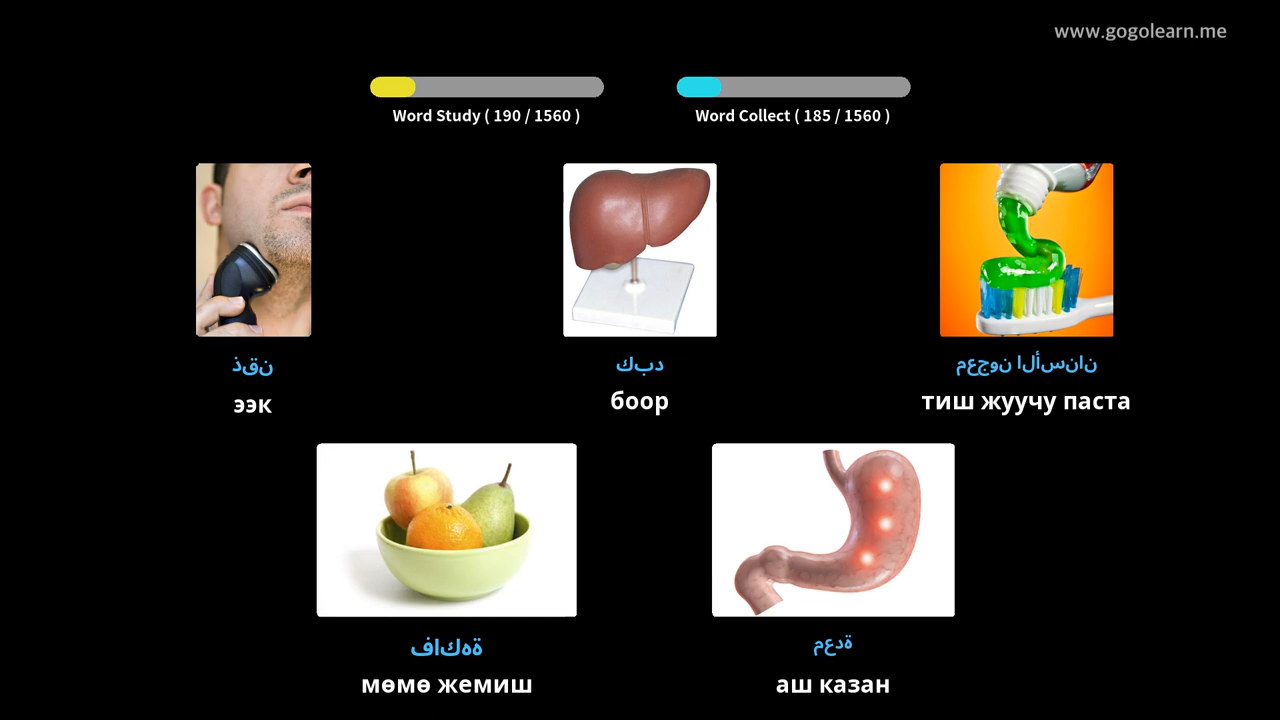 www.gogolearn.me
Word Study ( 190 / 1560 )
Word Collect ( 185 / 1560 )
ذقن
ээк
كبد
боор
معجون الأسنان
тиш жуучу паста
فاكهة
мөмө жемиш
معدة
аш казан